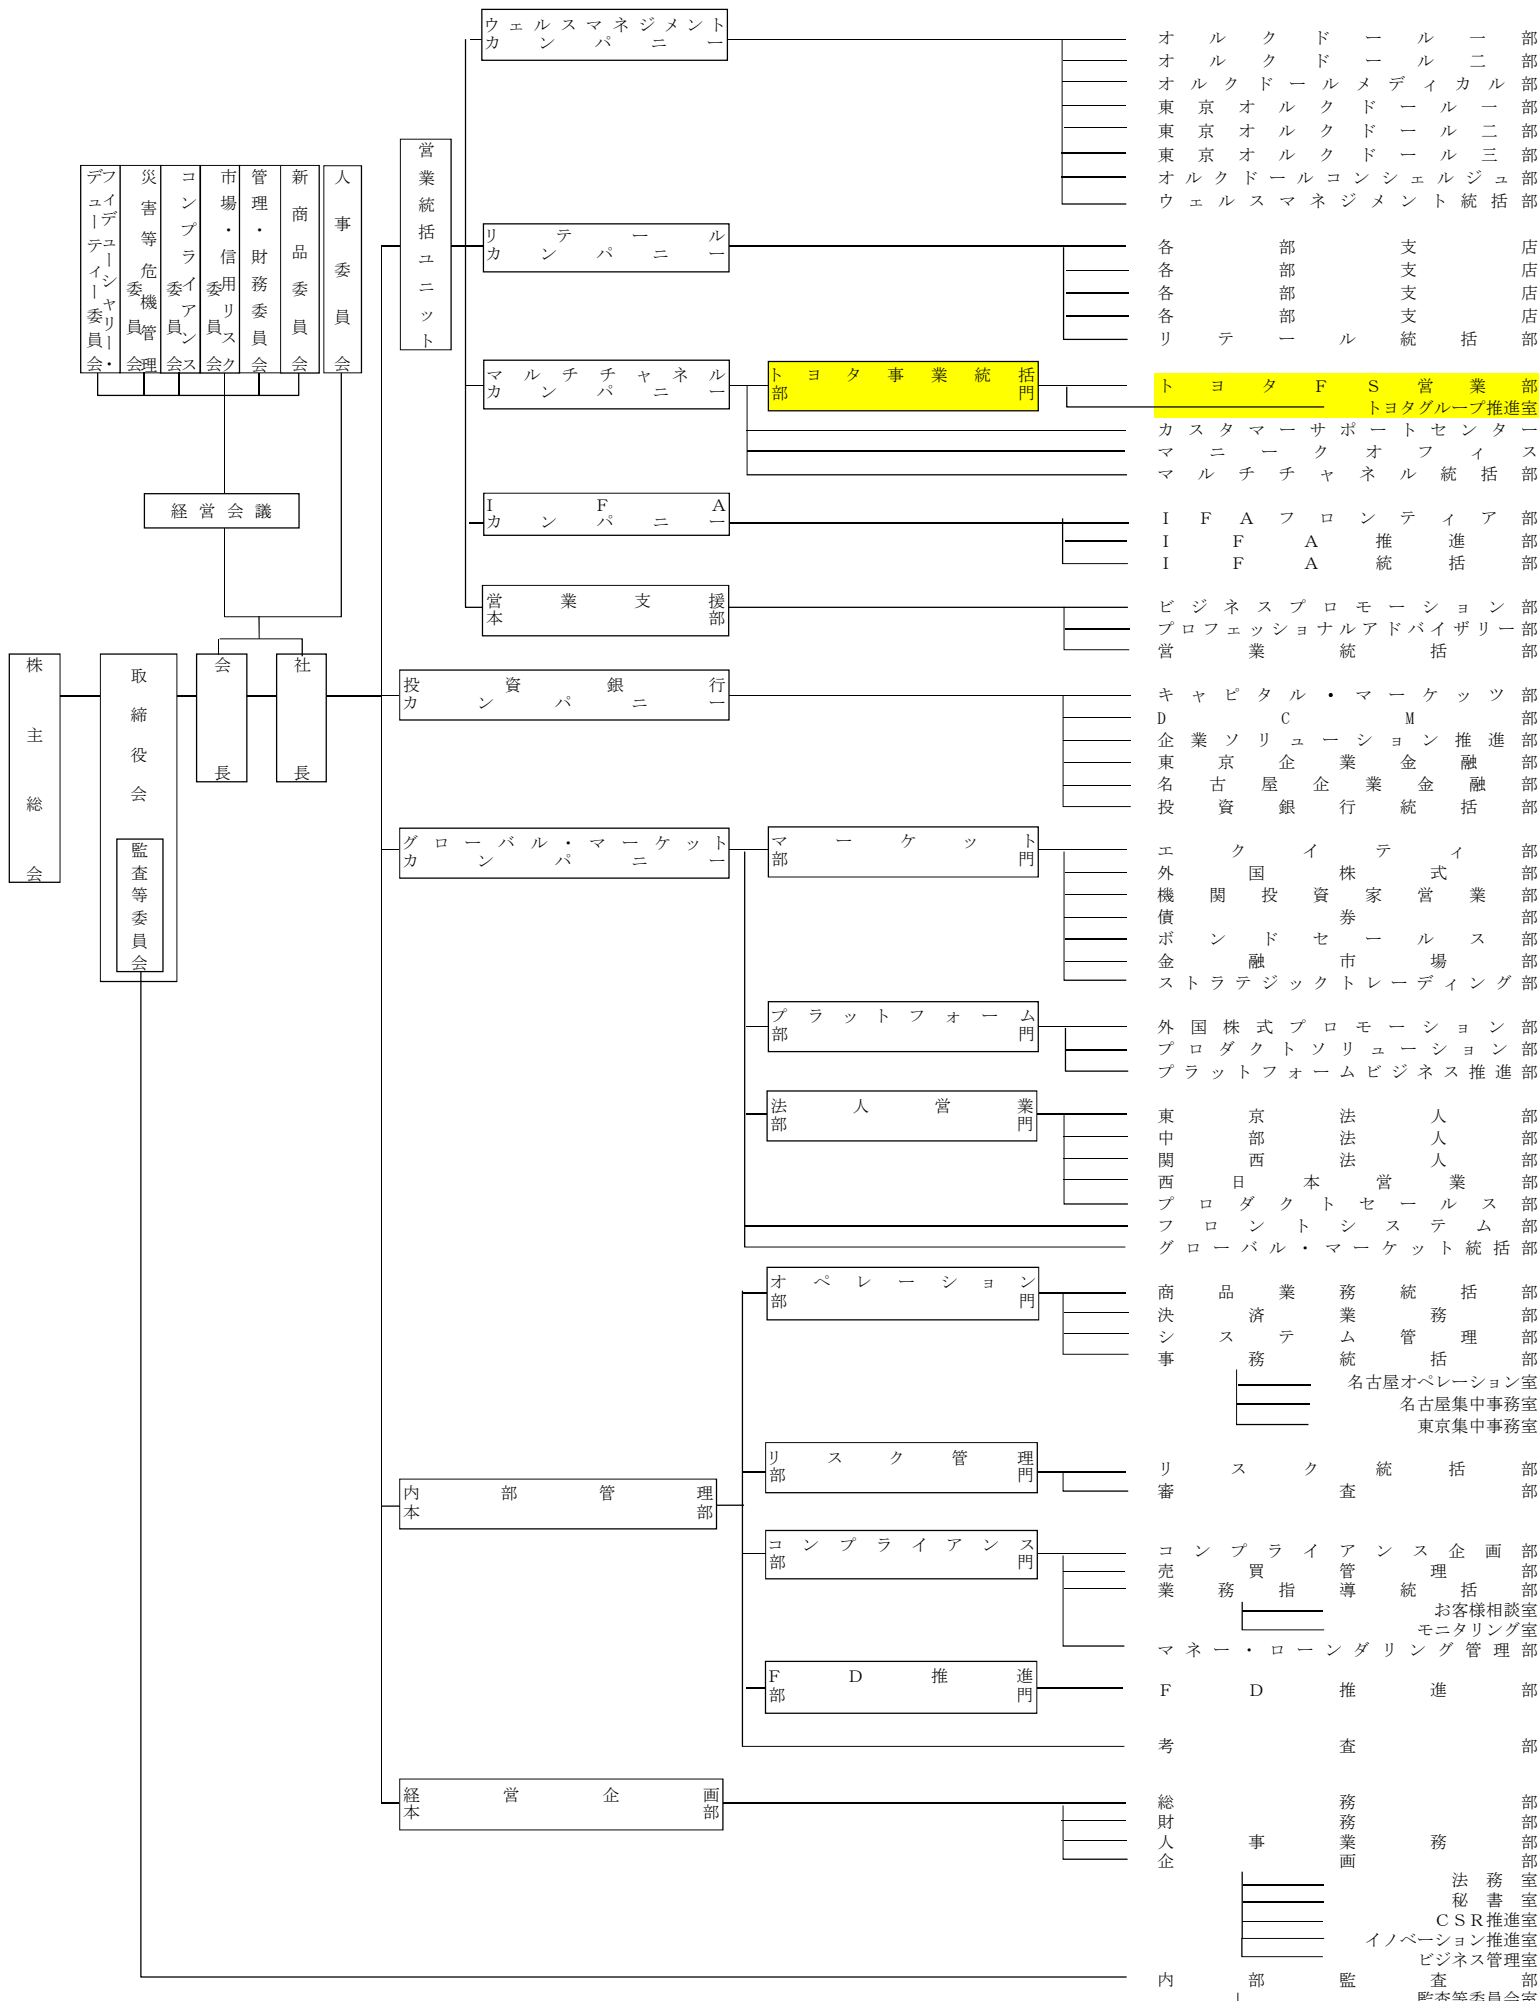 ウェルスマネジメント
カンパニー
オルクドール一部
オルクドール二部
オルクドールメディカル部
東京オルクドール一部
東京オルクドール二部
東京オルクドール三部
オルクドールコンシェルジュ部
ウェルスマネジメント統括部
フィデューシャリー・
デューティー委員会
災害等危機管理
委員会
コンプライアンス
委員会
市場・信用リスク
委員会
管理・財務委員会
新商品委員会
人事委員会
営業統括ユニット
リテール
カンパニー
各部支店
各部支店
各部支店
各部支店
リテール統括部
マルチチャネル
カンパニー
トヨタ事業統括
部門
トヨタFS営業部
トヨタグループ推進室
カスタマーサポートセンター
マニークオフィス
マルチチャネル統括部
経営会議
IFA
カンパニー
IFAフロンティア部
IFA推進部
IFA統括部
営業支援
本部
ビジネスプロモーション部
プロフェッショナルアドバイザリー部
営業統括部
株主総会
取締役会
監査等委員会
会長
社長
投資銀行
カンパニー
キャピタル・マーケッツ部
DCM部
企業ソリューション推進部
東京企業金融部
名古屋企業金融部
投資銀行統括部
グローバル・マーケット
カンパニー
マーケット
部門
エクイティ部
外国株式部
機関投資家営業部
債券部
ボンドセールス部
金融市場部
ストラテジックトレーディング部
プラットフォーム
部門
外国株式プロモーション部
プロダクトソリューション部
プラットフォームビジネス推進部
法人営業
部門
東京法人部
中部法人部
関西法人部
西日本営業部
プロダクトセールス部
フロントシステム部
グローバル・マーケット統括部
オペレーション
部門
商品業務統括部
決済業務部
システム管理部
事務統括部
名古屋オペレーション室
名古屋集中事務室
東京集中事務室
内部管理
本部
リスク管理
部門
リスク統括部
審査部
コンプライアンス
部門
コンプライアンス企画部
売買管理部
業務指導統括部
お客様相談室
モニタリング室
マネー・ローンダリング管理部
FD推進
部門
FD推進部
考査部
経営企画
本部
総務部
財務部
人事業務部
企画部
法務室
秘書室
CSR推進室
イノベーション推進室
ビジネス管理室
内部監査部
監査等委員会室